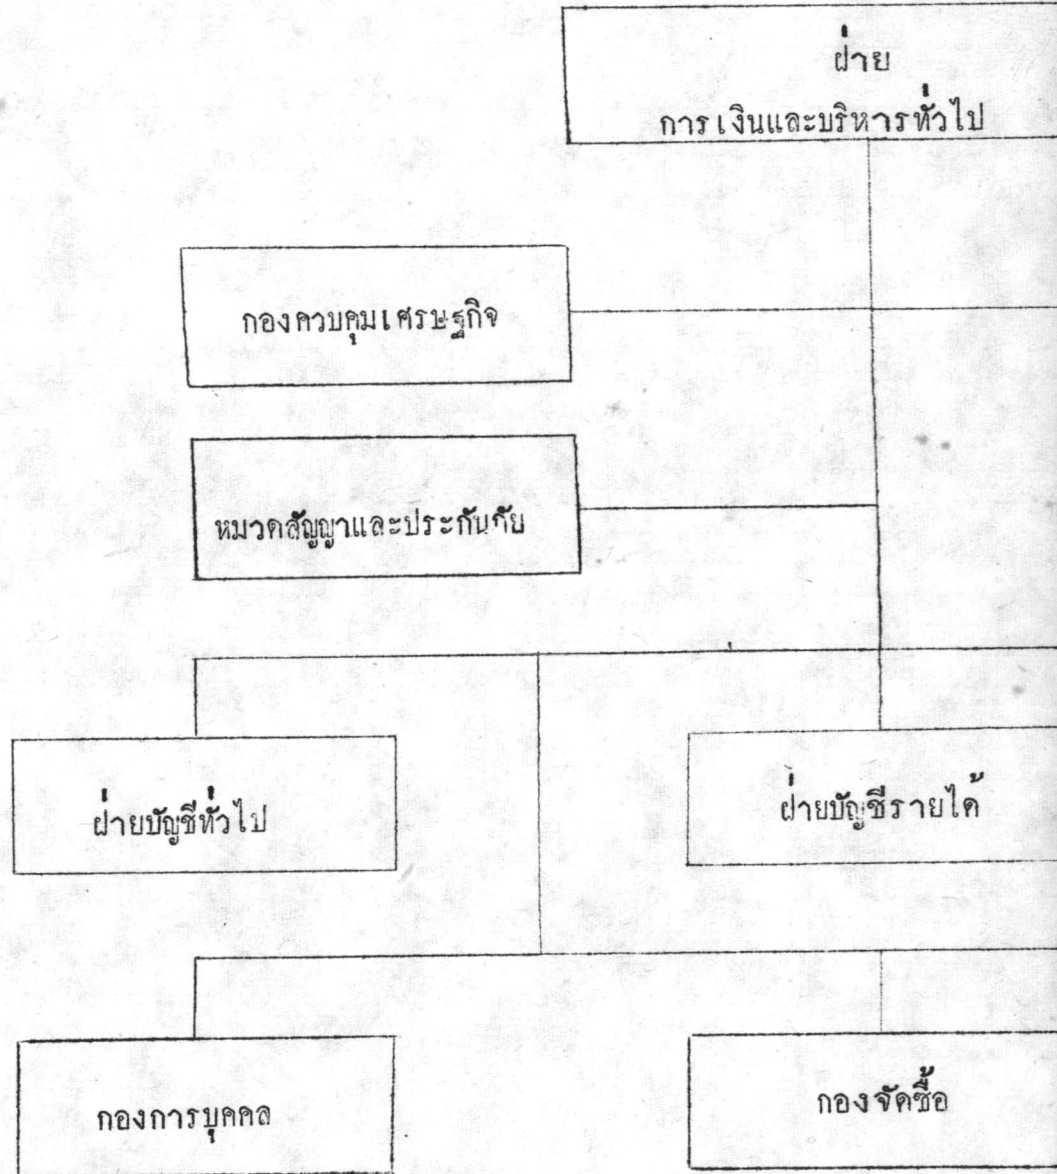 ฝ่าย
การเงินและบริหารทั่วไป
กองควบคุมเศรษฐกิจ
หมวดสัญญาและประกันภัย
ฝ่ายบัญชีทั่วไป
ฝ่ายบัญชีรายได้
กองการบุคคล
กองจัดซื้อ